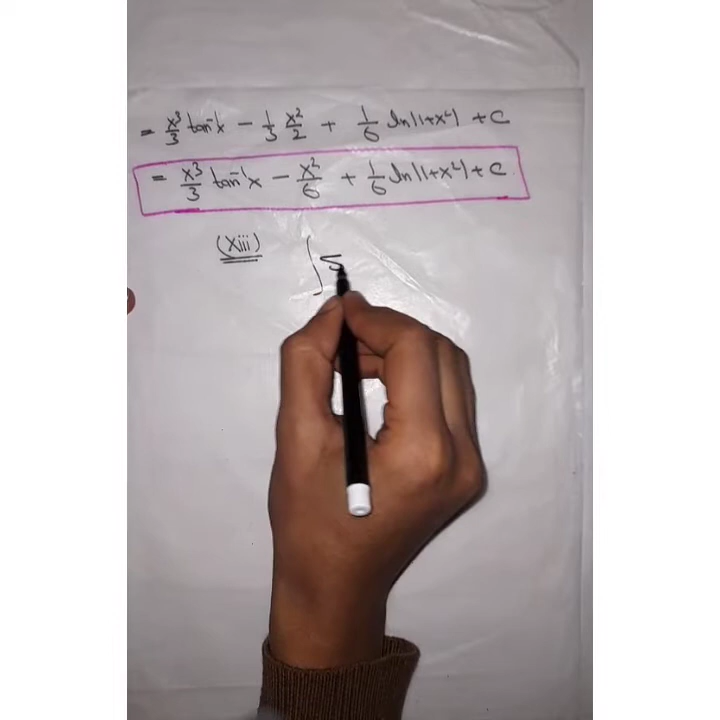 = x³/3 tan⁻¹x − 1/3 x²/2 + 1/6 ln|1+x²| + C
= x³/3 tan⁻¹x − x²/6 + 1/6 ln|1+x²| + C
(xiii) ∫